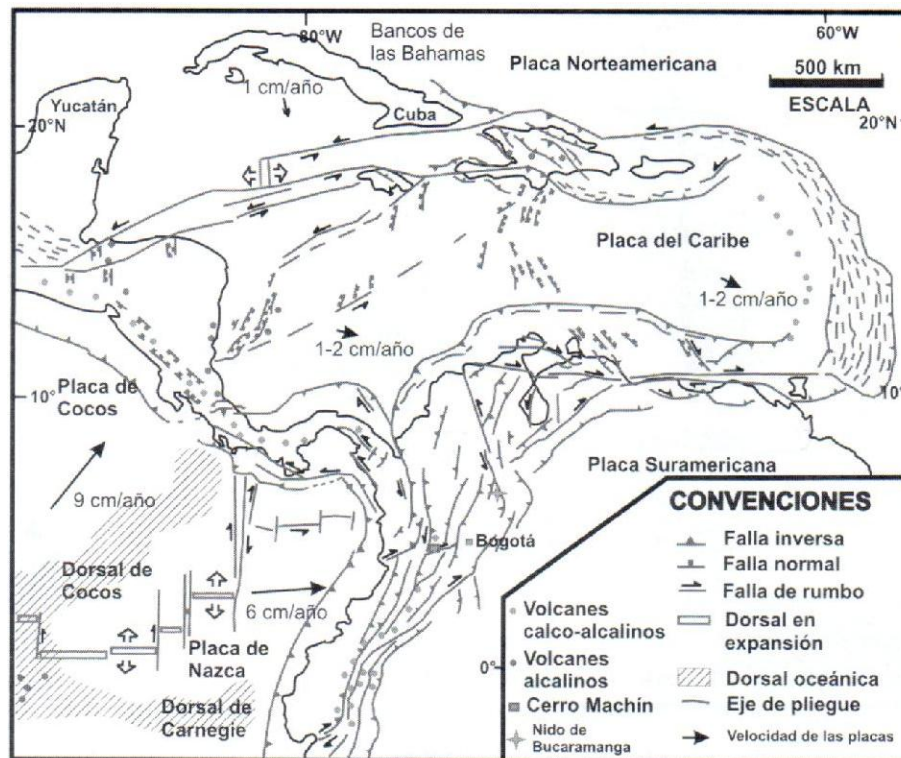 80°W
60°W
Bancos de
las Bahamas
Placa Norteamericana
500 km
ESCALA
1 cm/año
Yucatán
Cuba
20°N
20°N
Placa del Caribe
1-2 cm/año
1-2 cm/año
Placa de
Cocos
10°
10°
Placa Suramericana
9 cm/año
Bogotá
Dorsal de
Cocos
6 cm/año
Placa de
Nazca
0°
Dorsal de
Carnegie
CONVENCIONES
Falla inversa
Falla normal
Falla de rumbo
Volcanes
calco-alcalinos
Dorsal en
expansión
Volcanes
alcalinos
Dorsal oceánica
Cerro Machín
Eje de pliegue
Nido de
Bucaramanga
Velocidad de las placas